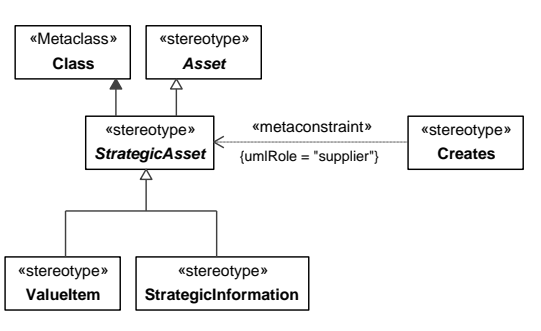 «Metaclass»
Class
«stereotype»
Asset
«stereotype»
StrategicAsset
«metaconstraint»
{umlRole = "supplier"}
«stereotype»
Creates
«stereotype»
ValueItem
«stereotype»
StrategicInformation